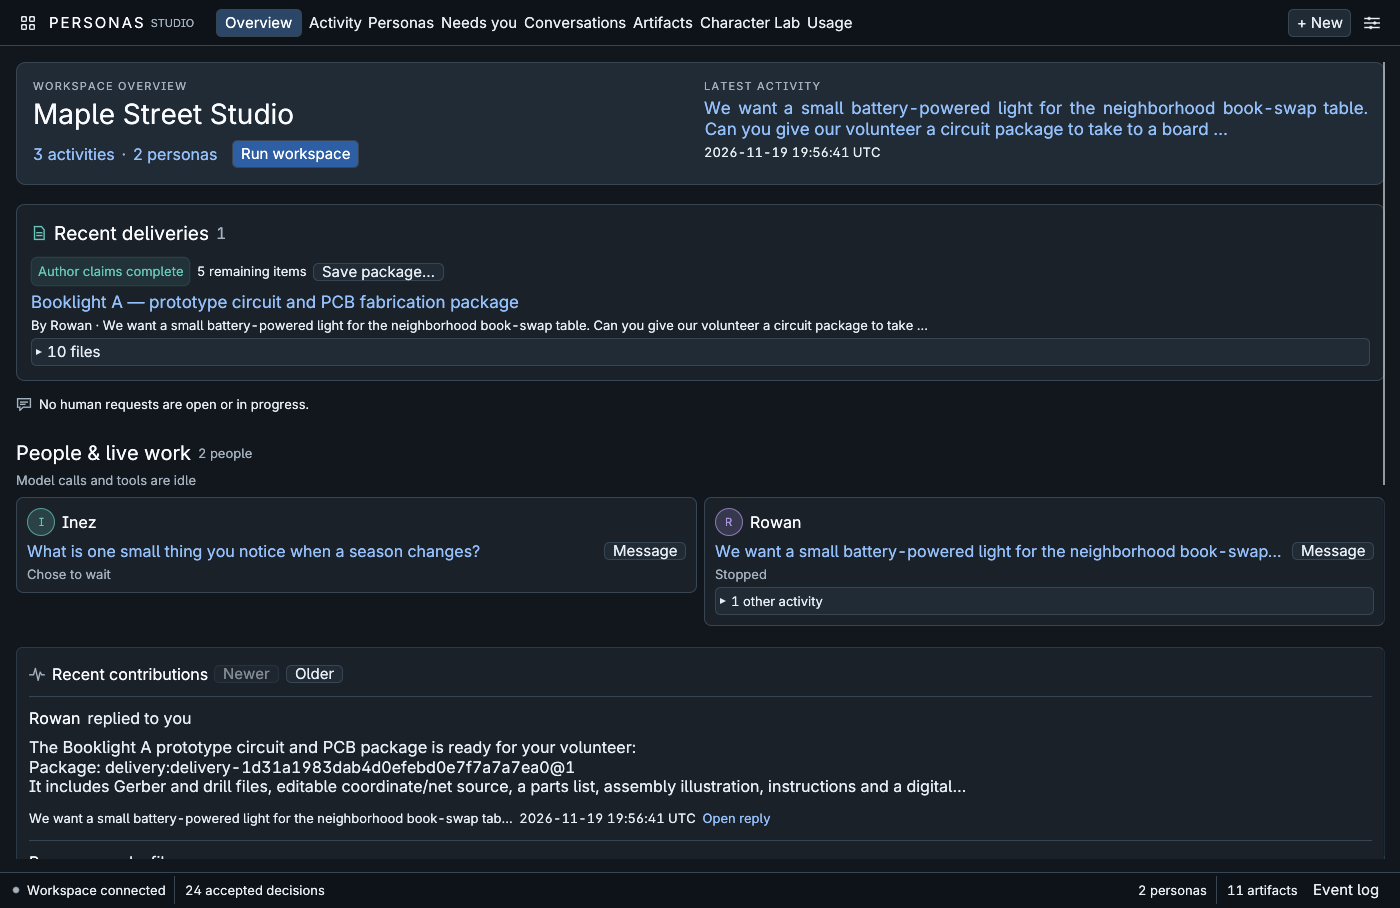 PERSONAS STUDIO
Overview Activity Personas Needs you Conversations Artifacts Character Lab Usage
+ New
WORKSPACE OVERVIEW
Maple Street Studio
3 activities · 2 personas Run workspace
LATEST ACTIVITY
We want a small battery-powered light for the neighborhood book-swap table.
Can you give our volunteer a circuit package to take to a board ...
2026-11-19 19:56:41 UTC
Recent deliveries 1
Author claims complete 5 remaining items Save package...
Booklight A — prototype circuit and PCB fabrication package
By Rowan · We want a small battery-powered light for the neighborhood book-swap table. Can you give our volunteer a circuit package to take ...
10 files
No human requests are open or in progress.
People & live work 2 people
Model calls and tools are idle
I Inez
What is one small thing you notice when a season changes? Message
Chose to wait
R Rowan
We want a small battery-powered light for the neighborhood book-swap... Message
Stopped
1 other activity
Recent contributions Newer Older
Rowan replied to you
The Booklight A prototype circuit and PCB package is ready for your volunteer:
Package: delivery:delivery-1d31a1983dab4d0efebd0e7f7a7a7ea0@1
It includes Gerber and drill files, editable coordinate/net source, a parts list, assembly illustration, instructions and a digital...
We want a small battery-powered light for the neighborhood book-swap tab... 2026-11-19 19:56:41 UTC Open reply
Workspace connected 24 accepted decisions
2 personas 11 artifacts Event log